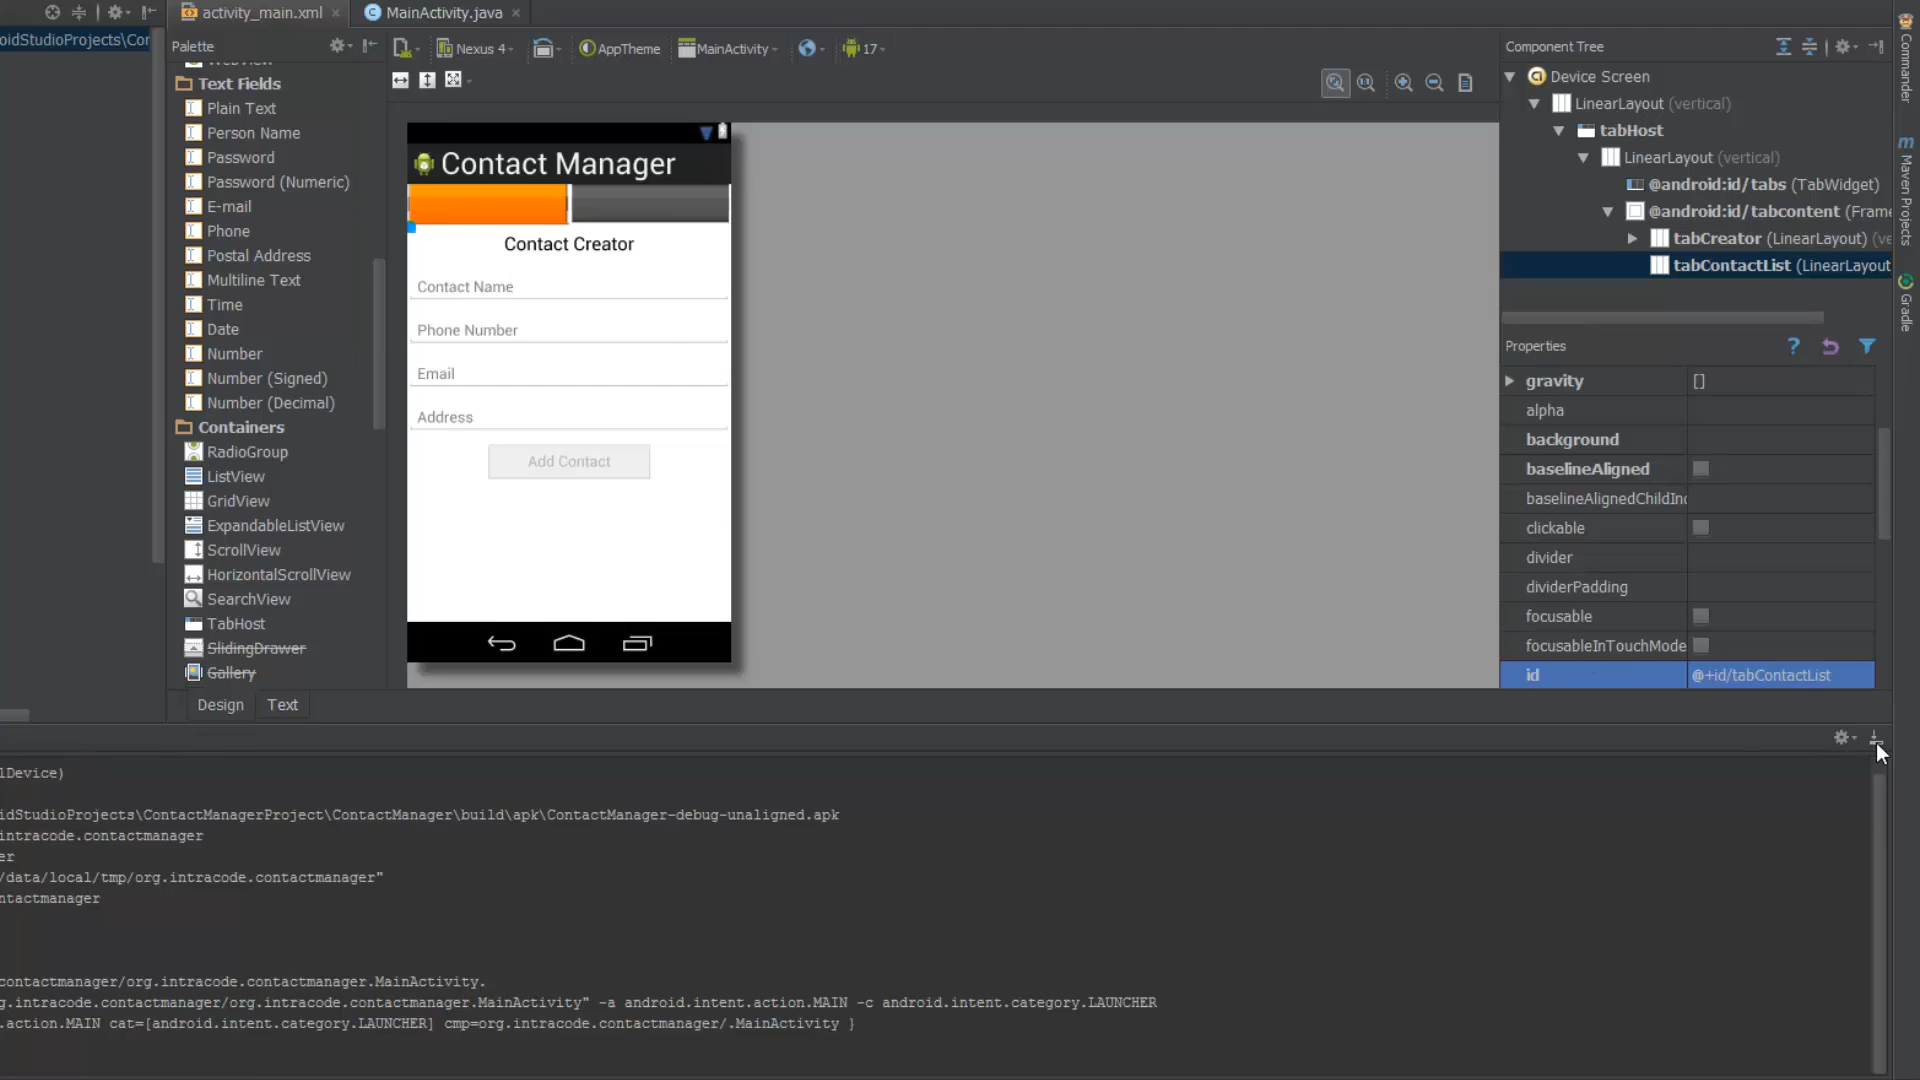 activity_main.xml
MainActivity.java
oidStudioProjects\Cor
Palette
Nexus 4
AppTheme
MainActivity
17
Component Tree
Commander
Device Screen
Text Fields
Plain Text
Person Name
Password
Password (Numeric)
E-mail
Phone
Postal Address
Multiline Text
Time
Date
Number
Number (Signed)
Number (Decimal)
Containers
RadioGroup
ListView
GridView
ExpandableListView
ScrollView
HorizontalScrollView
SearchView
TabHost
SlidingDrawer
Gallery
Design
Text
Contact Manager
Contact Creator
Contact Name
Phone Number
Email
Address
Add Contact
LinearLayout (vertical)
tabHost
LinearLayout (vertical)
@android:id/tabs (TabWidget)
@android:id/tabcontent (Frame
tabCreator (LinearLayout) (ve
tabContactList (LinearLayout
Maven Projects
Gradle
Properties
?
gravity []
alpha
background
baselineAligned
baselineAlignedChildInd
clickable
divider
dividerPadding
focusable
focusableInTouchMode
id @+id/tabContactList
lDevice)
idStudioProjects\ContactManagerProject\ContactManager\build\apk\ContactManager-debug-unaligned.apk
intracode.contactmanager
er
/data/local/tmp/org.intracode.contactmanager"
ntactmanager
contactmanager/org.intracode.contactmanager.MainActivity.
g.intracode.contactmanager/org.intracode.contactmanager.MainActivity" -a android.intent.action.MAIN -c android.intent.category.LAUNCHER
.action.MAIN cat=[android.intent.category.LAUNCHER] cmp=org.intracode.contactmanager/.MainActivity }